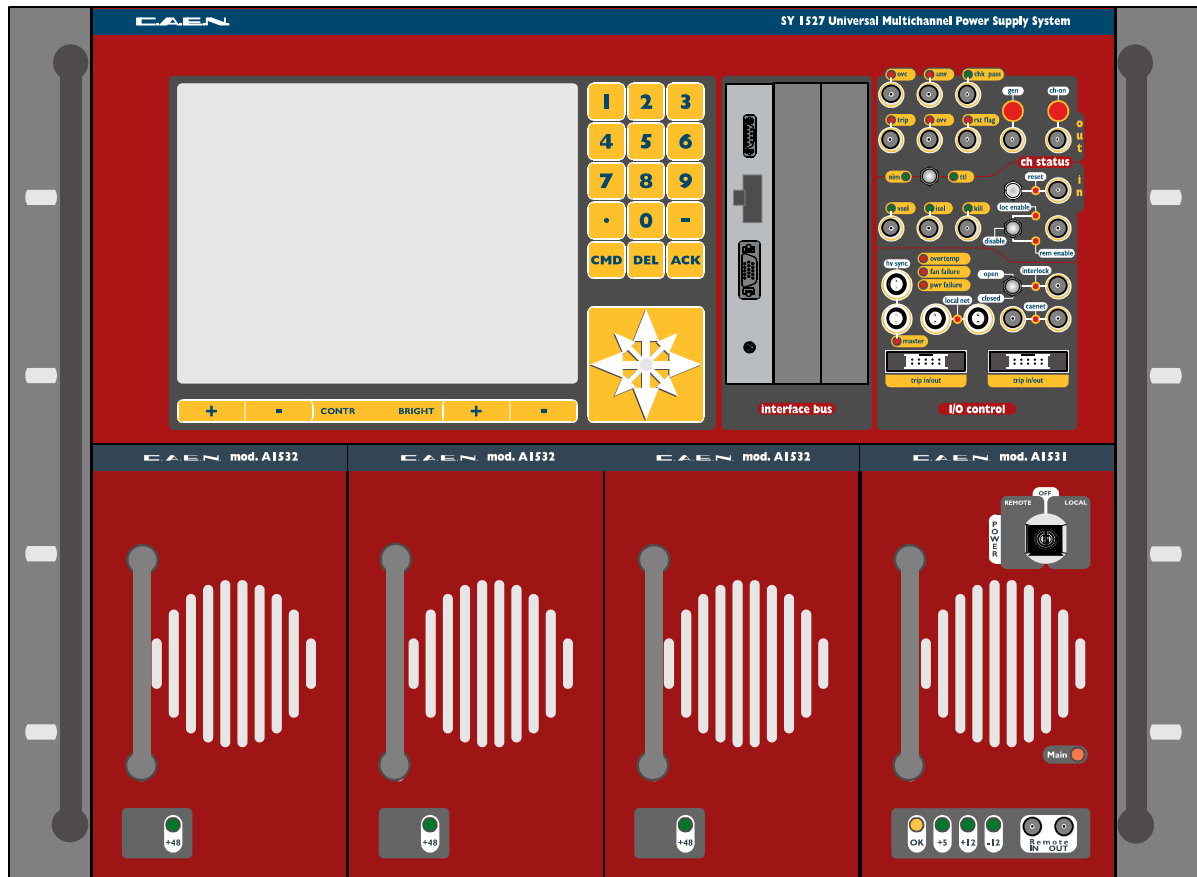 C.A.E.N.
SY 1527 Universal Multichannel Power Supply System
1 2 3
4 5 6
7 8 9
. 0 -
CMD DEL ACK
+ - CONTR BRIGHT + -
interface bus
ovc unv chk pass gen ch-on
trip ovv rst flag
out
ch status
nim ttl reset
in
vsel isel kill loc enable
disable
rem enable
overtemp
hv sync fan failure open interlock
pwr failure
local net closed caenet
master
trip in/out trip in/out
I/O control
C.A.E.N. mod. A1532
C.A.E.N. mod. A1532
C.A.E.N. mod. A1532
C.A.E.N. mod. A1531
OFF
REMOTE LOCAL
POWER
Main
+48
+48
+48
OK +5 +12 -12
Remote
IN OUT